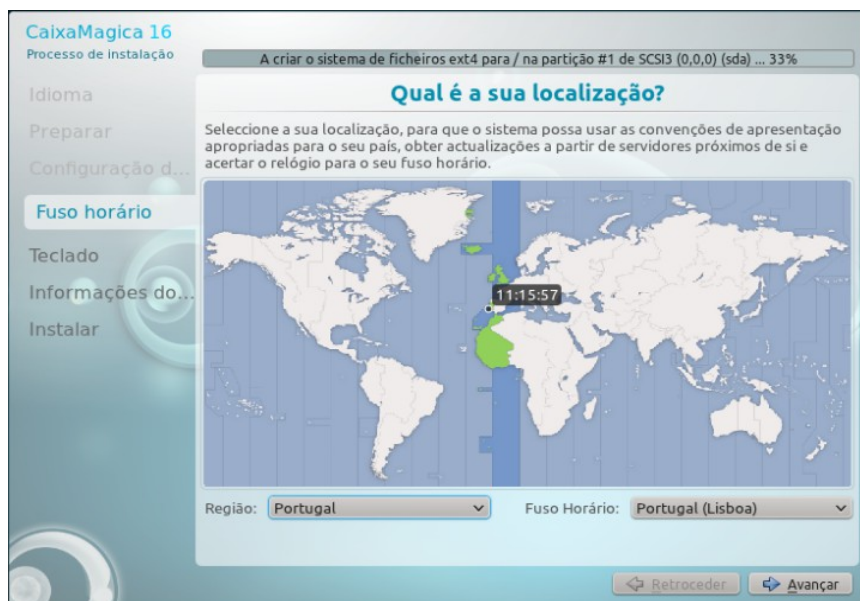 CaixaMagica 16
Processo de instalação
A criar o sistema de ficheiros ext4 para / na partição #1 de SCSI3 (0,0,0) (sda) ... 33%
Idioma
Preparar
Configuração d...
Fuso horário
Teclado
Informações do...
Instalar
Qual é a sua localização?
Seleccione a sua localização, para que o sistema possa usar as convenções de apresentação
apropriadas para o seu país, obter actualizações a partir de servidores próximos de si e
acertar o relógio para o seu fuso horário.
11:15:57
Região: Portugal Fuso Horário: Portugal (Lisboa)
Retroceder Avançar